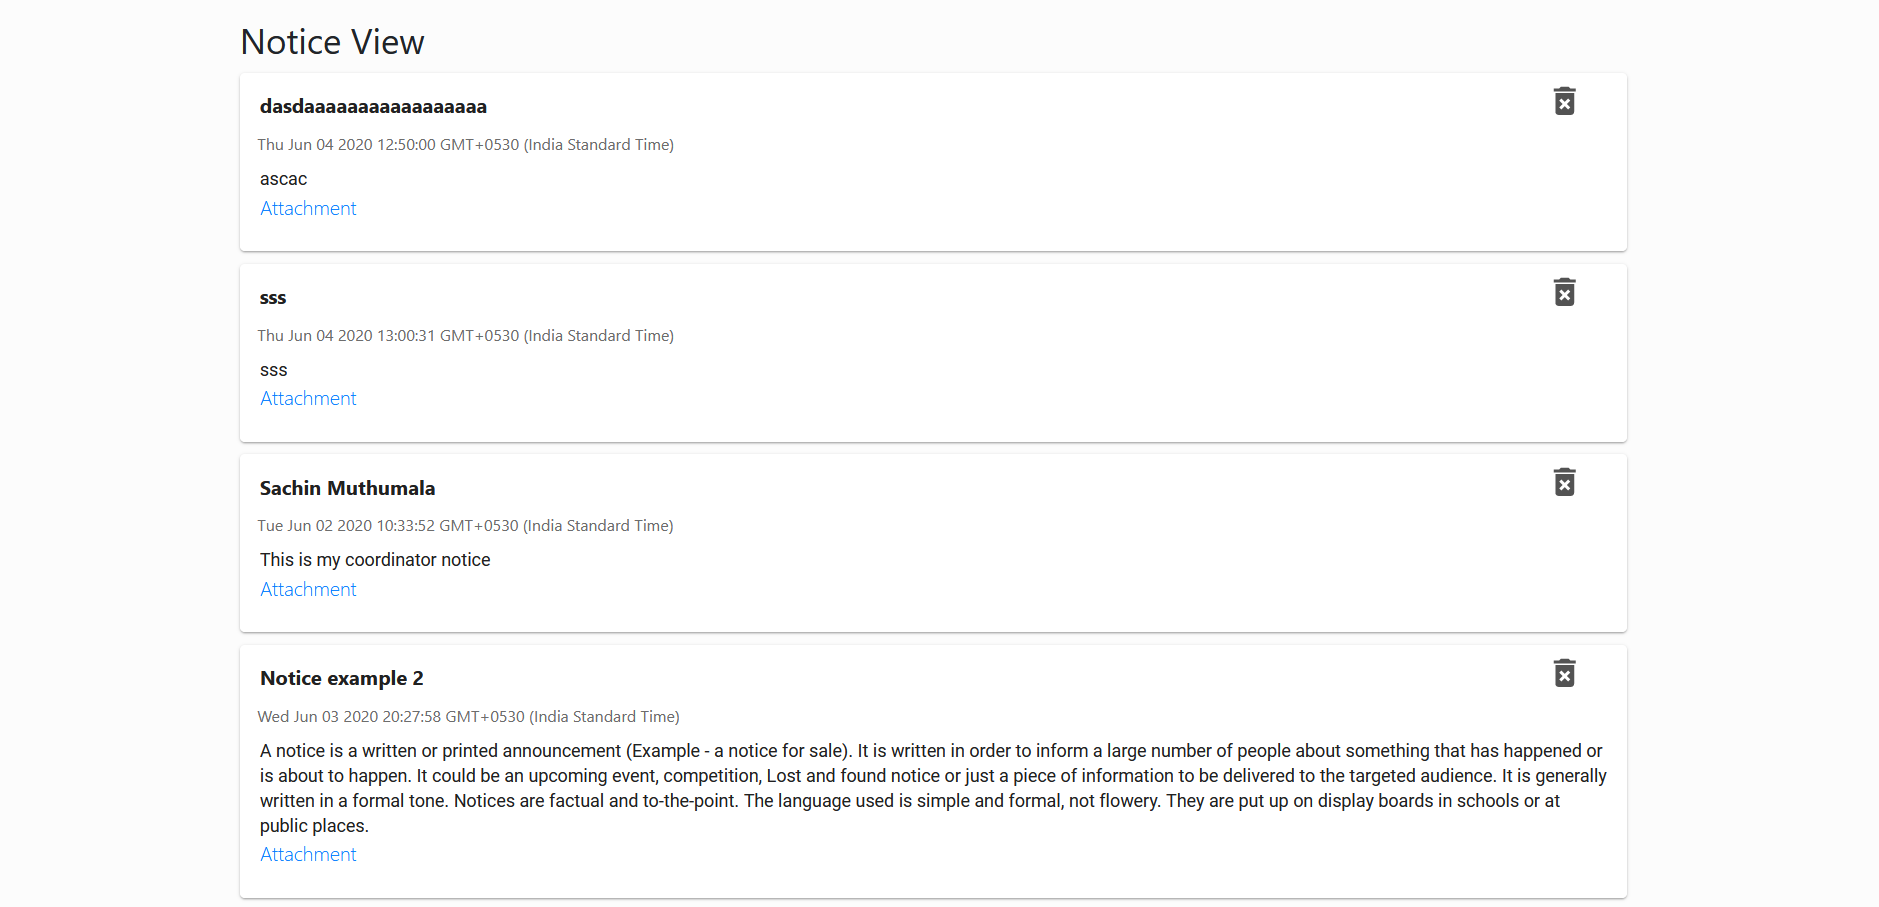 Notice View
dasdaaaaaaaaaaaaaaaaa
Thu Jun 04 2020 12:50:00 GMT+0530 (India Standard Time)
ascac
Attachment
sss
Thu Jun 04 2020 13:00:31 GMT+0530 (India Standard Time)
sss
Attachment
Sachin Muthumala
Tue Jun 02 2020 10:33:52 GMT+0530 (India Standard Time)
This is my coordinator notice
Attachment
Notice example 2
Wed Jun 03 2020 20:27:58 GMT+0530 (India Standard Time)
A notice is a written or printed announcement (Example - a notice for sale). It is written in order to inform a large number of people about something that has happened or
is about to happen. It could be an upcoming event, competition, Lost and found notice or just a piece of information to be delivered to the targeted audience. It is generally
written in a formal tone. Notices are factual and to-the-point. The language used is simple and formal, not flowery. They are put up on display boards in schools or at
public places.
Attachment